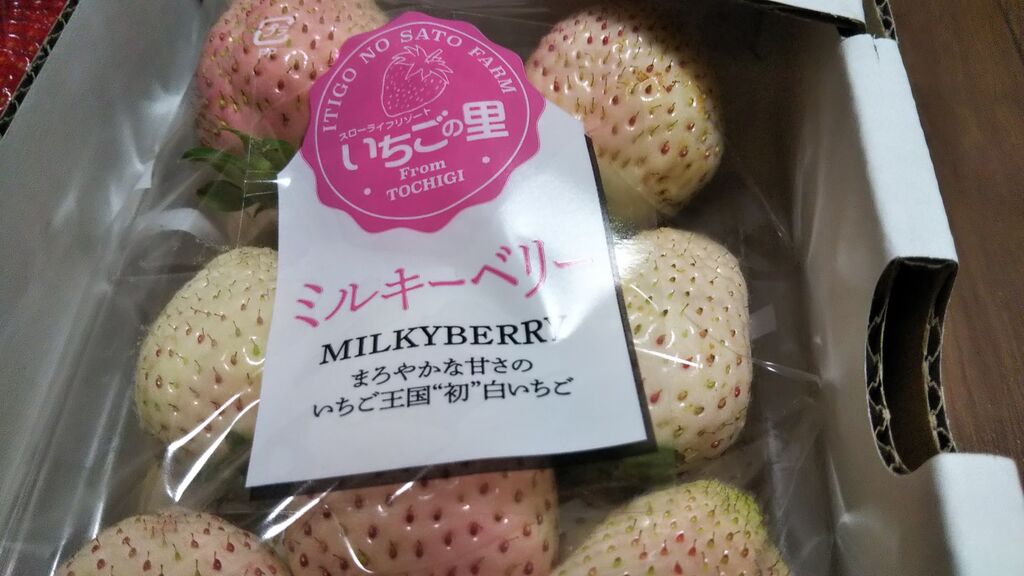 ITIGO NO SATO FARM
スローライフリゾート
いちごの里
From
TOCHIGI
ミルキーベリー
MILKYBERRY
まろやかな甘さの
いちご王国“初”白いちご